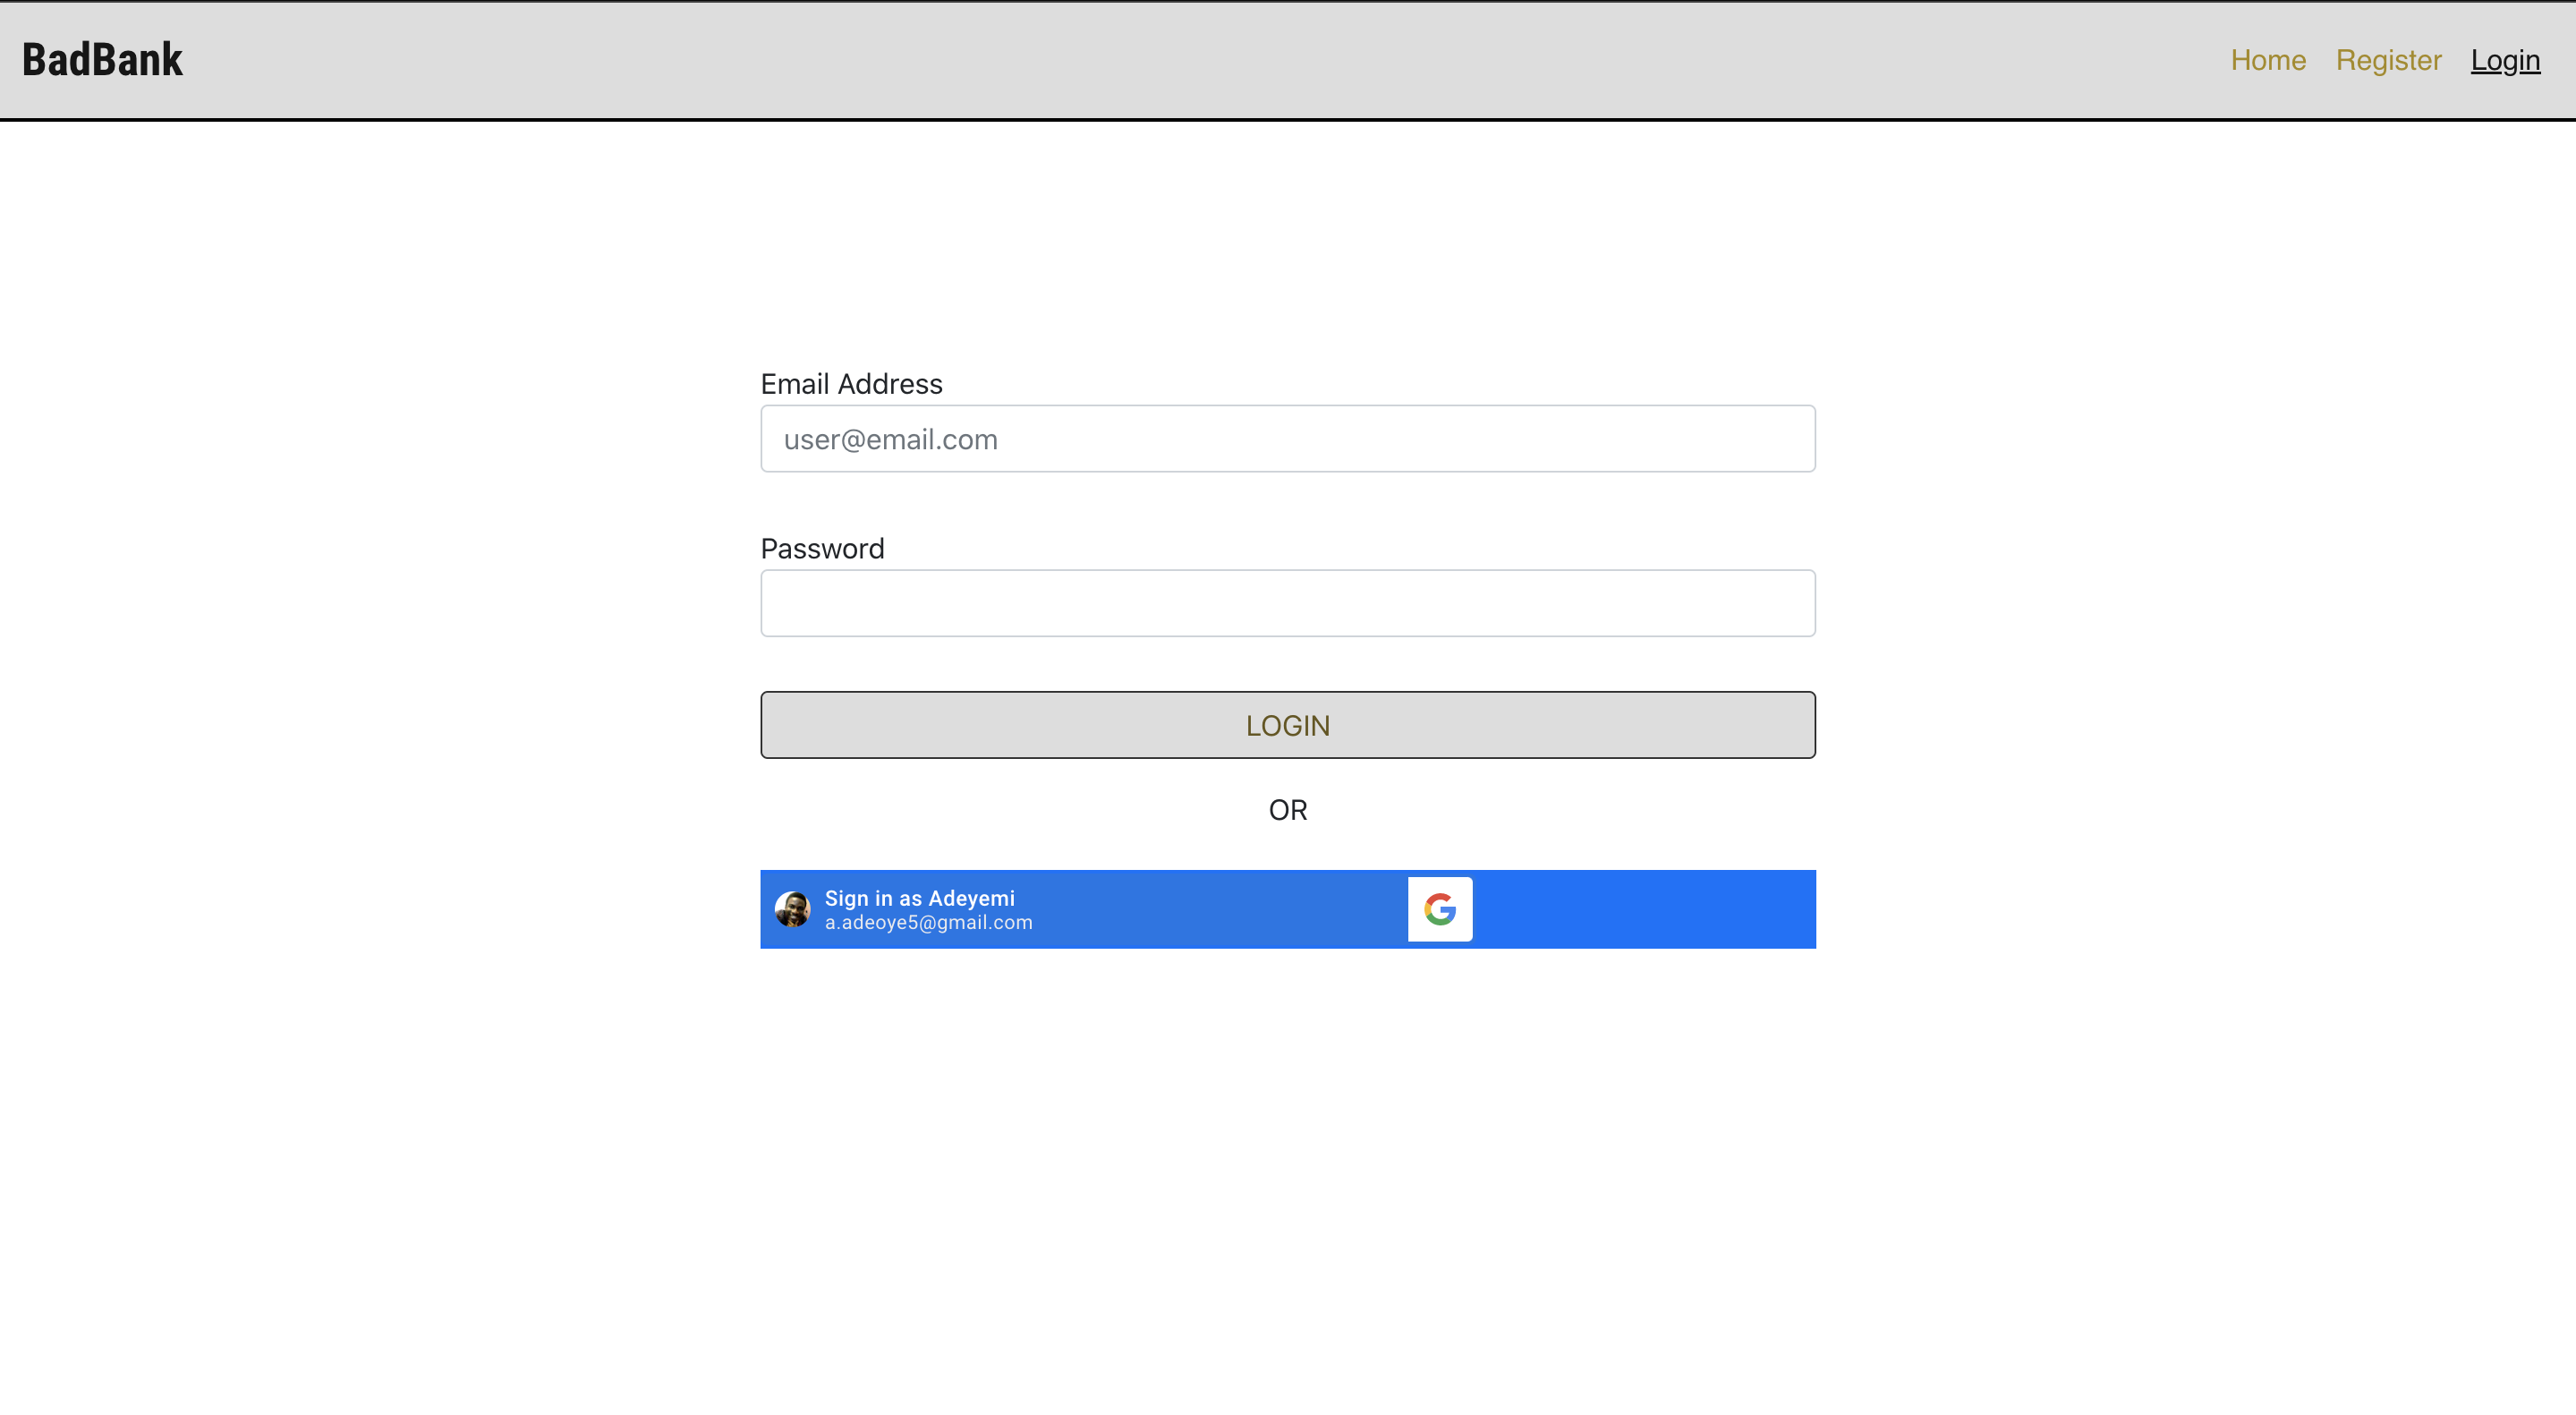 BadBank
Home Register Login
Email Address
user@email.com
Password
LOGIN
OR
Sign in as Adeyemi
a.adeoye5@gmail.com